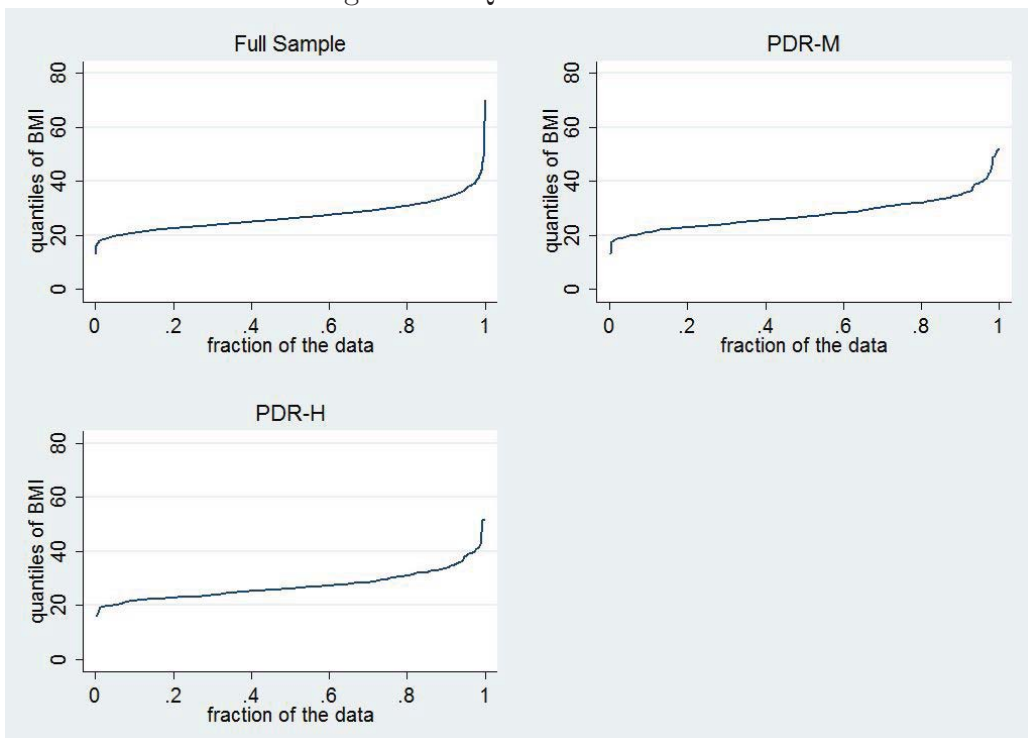 Full Sample
quantiles of BMI
80
60
40
20
0
0 .2 .4 .6 .8 1
fraction of the data
PDR-M
quantiles of BMI
80
60
40
20
0
0 .2 .4 .6 .8 1
fraction of the data
PDR-H
quantiles of BMI
80
60
40
20
0
0 .2 .4 .6 .8 1
fraction of the data